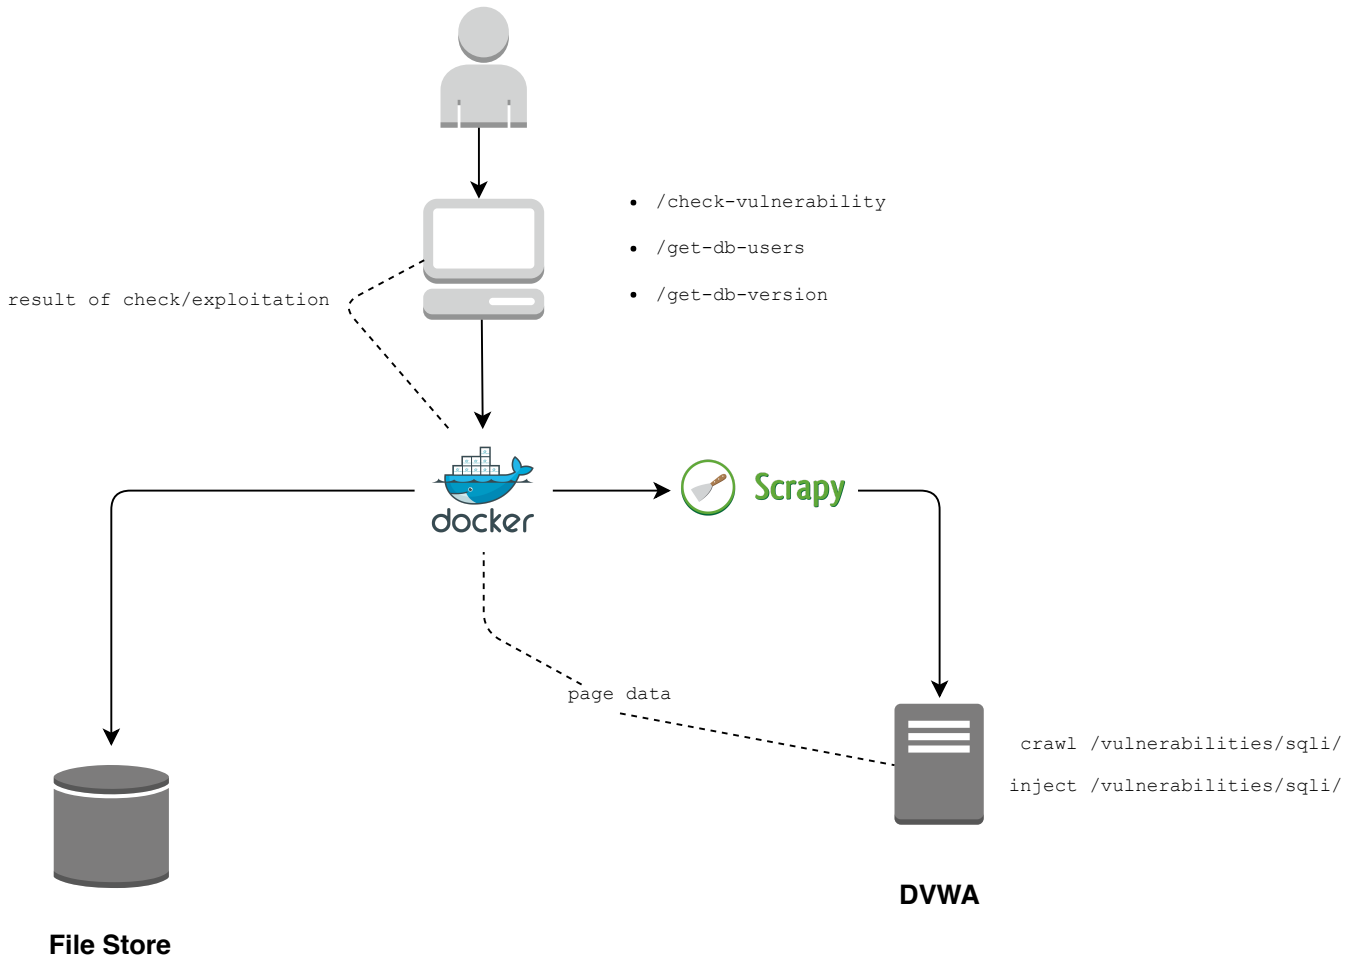 /check-vulnerability
/get-db-users
/get-db-version
result of check/exploitation
docker
Scrapy
page data
crawl /vulnerabilities/sqli/
inject /vulnerabilities/sqli/
DVWA
File Store